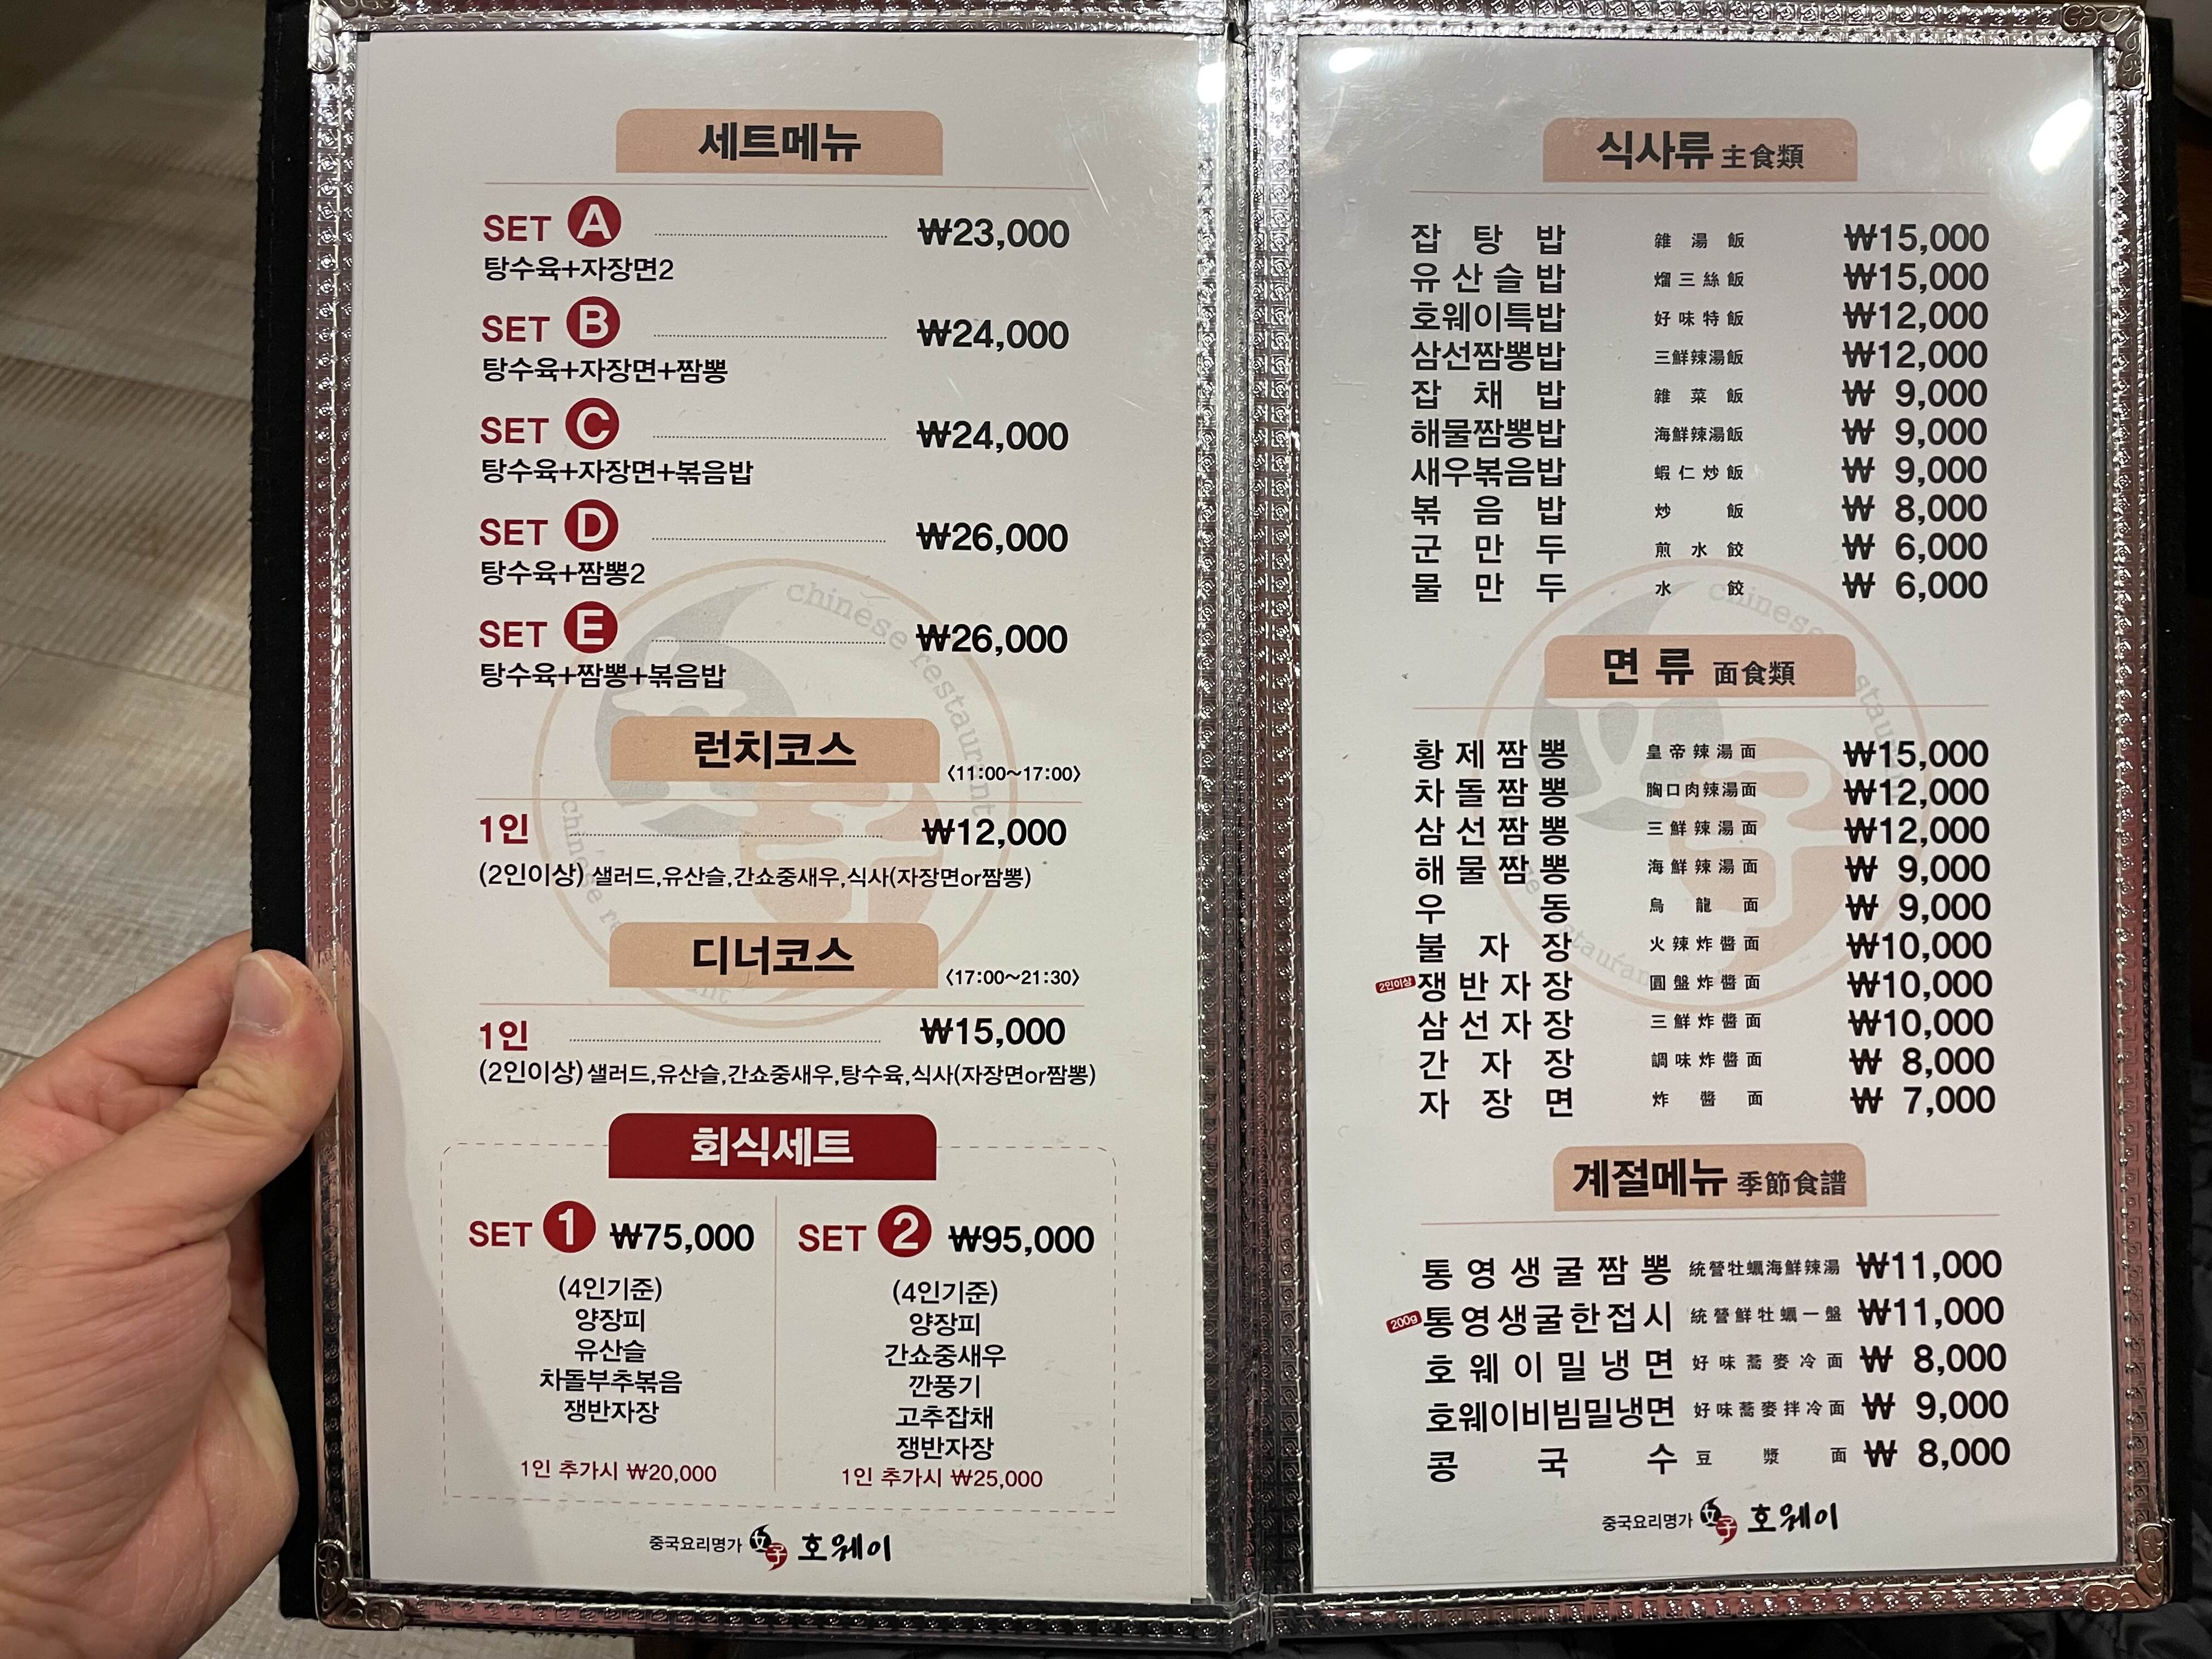 세트메뉴
SET A ₩23,000
탕수육+자장면2
SET B ₩24,000
탕수육+자장면+짬뽕
SET C ₩24,000
탕수육+자장면+볶음밥
SET D ₩26,000
탕수육+짬뽕2
SET E ₩26,000
탕수육+짬뽕+볶음밥
런치코스 <11:00~17:00>
1인 ₩12,000
(2인이상) 샐러드,유산슬,간쇼중새우,식사(자장면or짬뽕)
디너코스 <17:00~21:30>
1인 ₩15,000
(2인이상) 샐러드,유산슬,간쇼중새우,탕수육,식사(자장면or짬뽕)
회식세트
SET 1 ₩75,000
(4인기준)
양장피
유산슬
차돌부추볶음
쟁반자장
1인 추가시 ₩20,000
SET 2 ₩95,000
(4인기준)
양장피
간쇼중새우
깐풍기
고추잡채
쟁반자장
1인 추가시 ₩25,000
중국요리명가 호웨이
chinese restaurant
식사류 主食類
잡탕밥 雜湯飯 ₩15,000
유산슬밥 熘三絲飯 ₩15,000
호웨이특밥 好味特飯 ₩12,000
삼선짬뽕밥 三鮮辣湯飯 ₩12,000
잡채밥 雜菜飯 ₩ 9,000
해물짬뽕밥 海鮮辣湯飯 ₩ 9,000
새우볶음밥 蝦仁炒飯 ₩ 9,000
볶음밥 炒飯 ₩ 8,000
군만두 煎水餃 ₩ 6,000
물만두 水餃 ₩ 6,000
면류 面食類
황제짬뽕 皇帝辣湯面 ₩15,000
차돌짬뽕 胸口肉辣湯面 ₩12,000
삼선짬뽕 三鮮辣湯面 ₩12,000
해물짬뽕 海鮮辣湯面 ₩ 9,000
우동 烏龍面 ₩ 9,000
불자장 火辣炸醬面 ₩10,000
2인이상 쟁반자장 圓盤炸醬面 ₩10,000
삼선자장 三鮮炸醬面 ₩10,000
간자장 調味炸醬面 ₩ 8,000
자장면 炸醬面 ₩ 7,000
계절메뉴 季節食譜
통영생굴짬뽕 統營牡蠣海鮮辣湯 ₩11,000
200g 통영생굴한접시 統營鮮牡蠣一盤 ₩11,000
호웨이밀냉면 好味蕎麥冷面 ₩ 8,000
호웨이비빔밀냉면 好味蕎麥拌冷面 ₩ 9,000
콩국수 豆漿面 ₩ 8,000
중국요리명가 호웨이